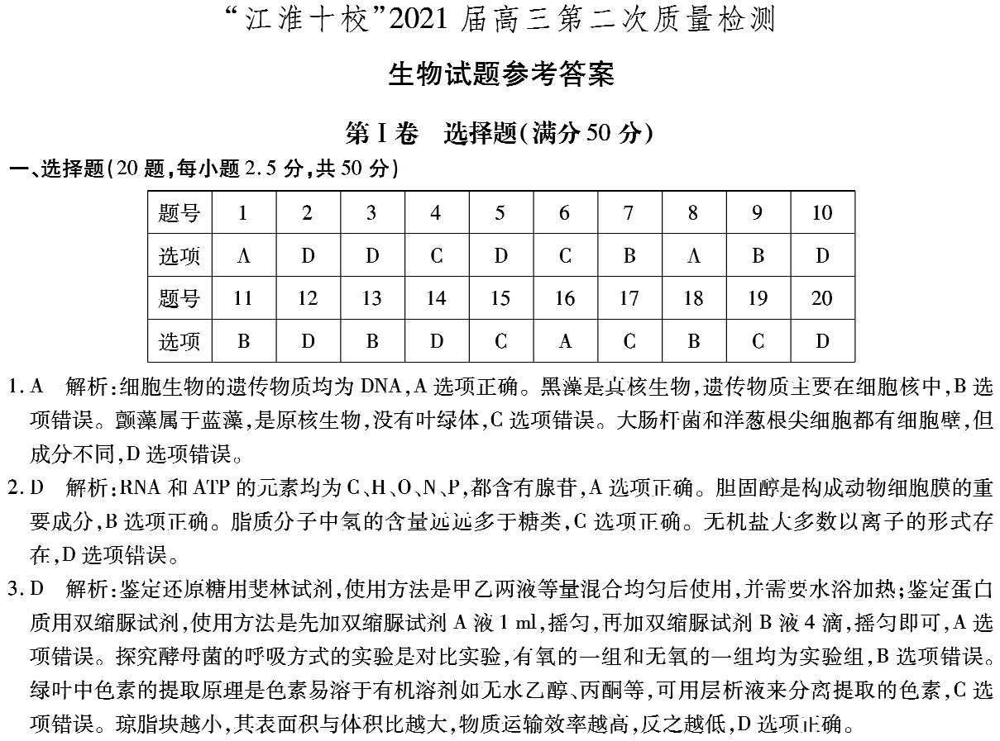 “江淮十校”2021 届高三第二次质量检测
生物试题参考答案
第Ⅰ卷　选择题(满分 50 分)
一、选择题(20 题,每小题 2.5 分,共 50 分)
题号 1 2 3 4 5 6 7 8 9 10
选项 A D D C D C B A B D
题号 11 12 13 14 15 16 17 18 19 20
选项 B D B D C A C B C D
1. A　解析:细胞生物的遗传物质均为 DNA,A 选项正确。黑藻是真核生物,遗传物质主要在细胞核中,B 选
项错误。颤藻属于蓝藻,是原核生物,没有叶绿体,C 选项错误。大肠杆菌和洋葱根尖细胞都有细胞壁,但
成分不同,D 选项错误。
2. D　解析:RNA 和 ATP 的元素均为 C、H、O、N、P,都含有腺苷,A 选项正确。胆固醇是构成动物细胞膜的重
要成分,B 选项正确。脂质分子中氢的含量远远多于糖类,C 选项正确。无机盐大多数以离子的形式存
在,D 选项错误。
3. D　解析:鉴定还原糖用斐林试剂,使用方法是甲乙两液等量混合均匀后使用,并需要水浴加热;鉴定蛋白
质用双缩脲试剂,使用方法是先加双缩脲试剂 A 液 1 ml,摇匀,再加双缩脲试剂 B 液 4 滴,摇匀即可,A 选
项错误。探究酵母菌的呼吸方式的实验是对比实验,有氧的一组和无氧的一组均为实验组,B 选项错误。
绿叶中色素的提取原理是色素易溶于有机溶剂如无水乙醇、丙酮等,可用层析液来分离提取的色素,C 选
项错误。琼脂块越小,其表面积与体积比越大,物质运输效率越高,反之越低,D 选项正确。